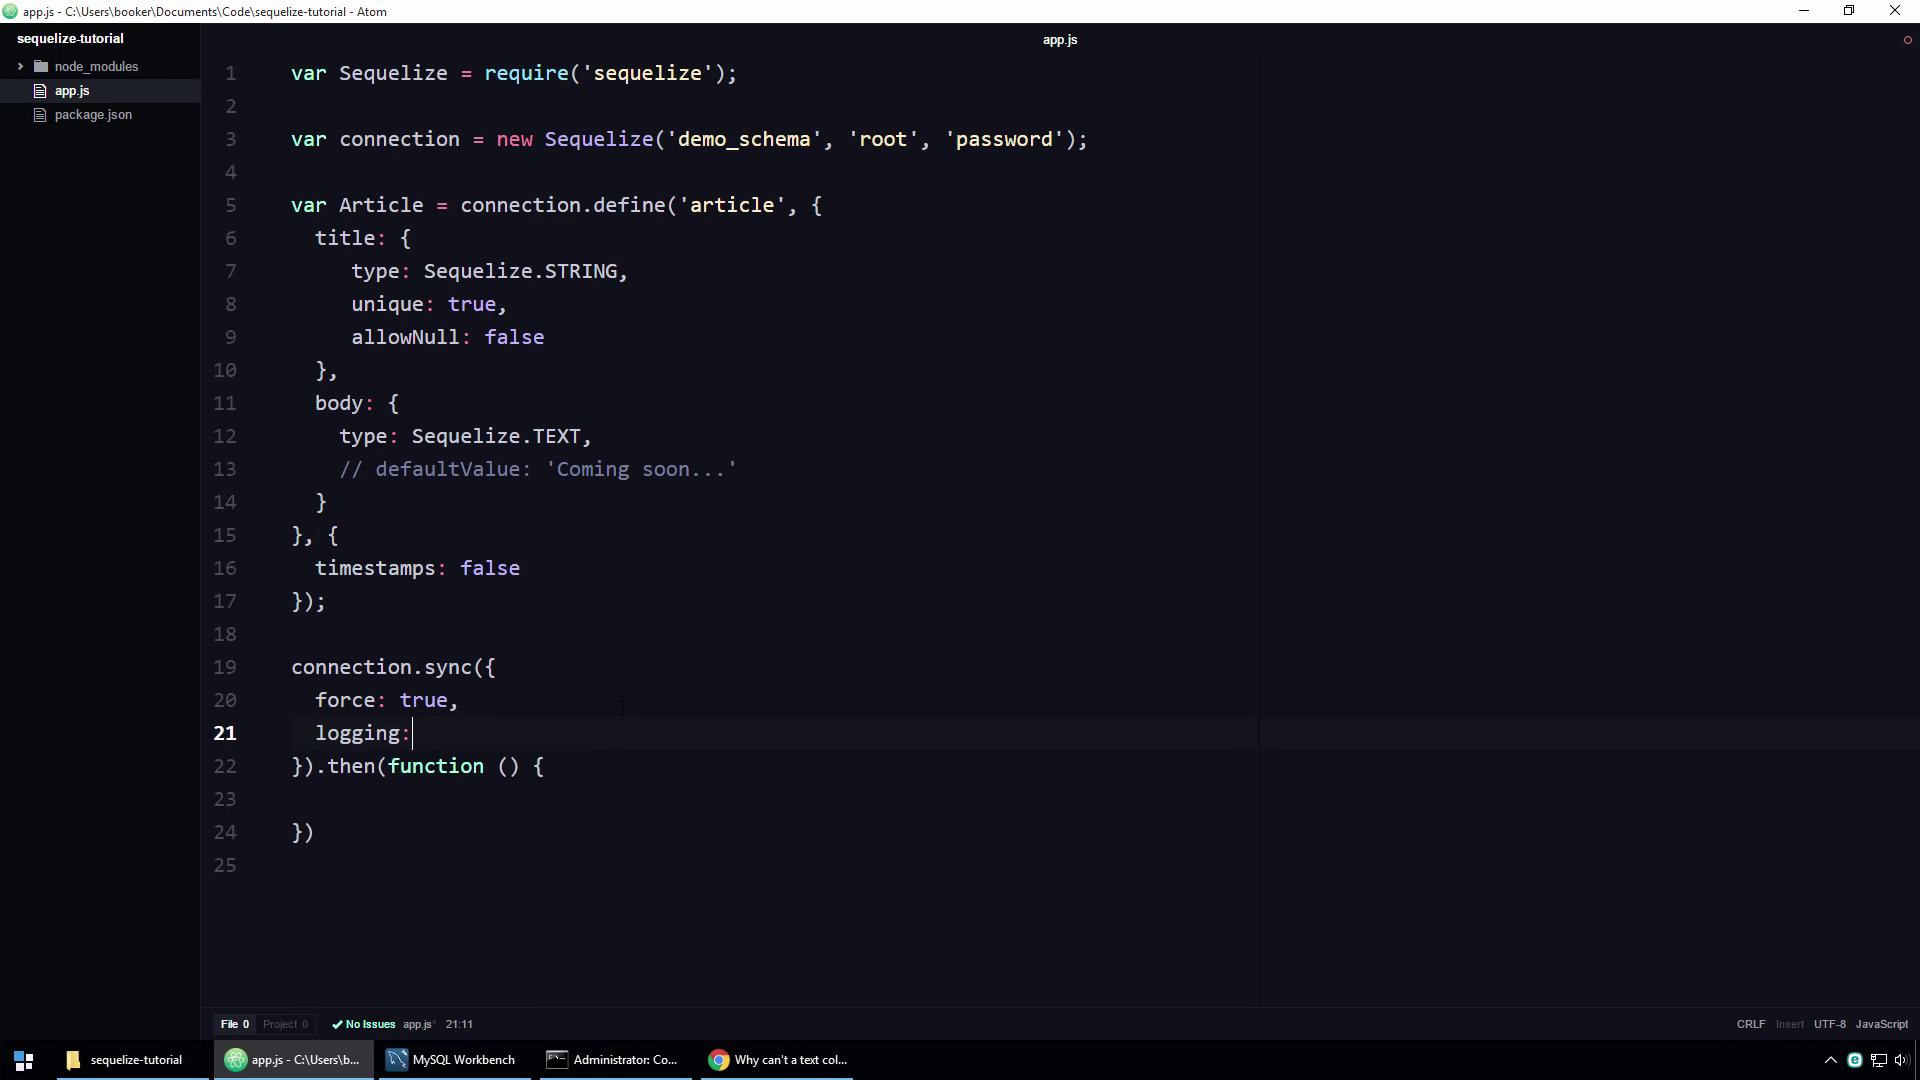 app.js - C:\Users\booker\Documents\Code\sequelize-tutorial - Atom
sequelize-tutorial
node_modules
app.js
package.json
app.js
1 var Sequelize = require('sequelize');
2
3 var connection = new Sequelize('demo_schema', 'root', 'password');
4
5 var Article = connection.define('article', {
6   title: {
7      type: Sequelize.STRING,
8      unique: true,
9      allowNull: false
10   },
11   body: {
12     type: Sequelize.TEXT,
13     // defaultValue: 'Coming soon...'
14   }
15 }, {
16   timestamps: false
17 });
18
19 connection.sync({
20   force: true,
21   logging:
22 }).then(function () {
23
24 })
25
File 0 Project 0 No Issues app.js* 21:11 CRLF Insert UTF-8 JavaScript
sequelize-tutorial app.js - C:\Users\b... MySQL Workbench Administrator: Co... Why can't a text col...